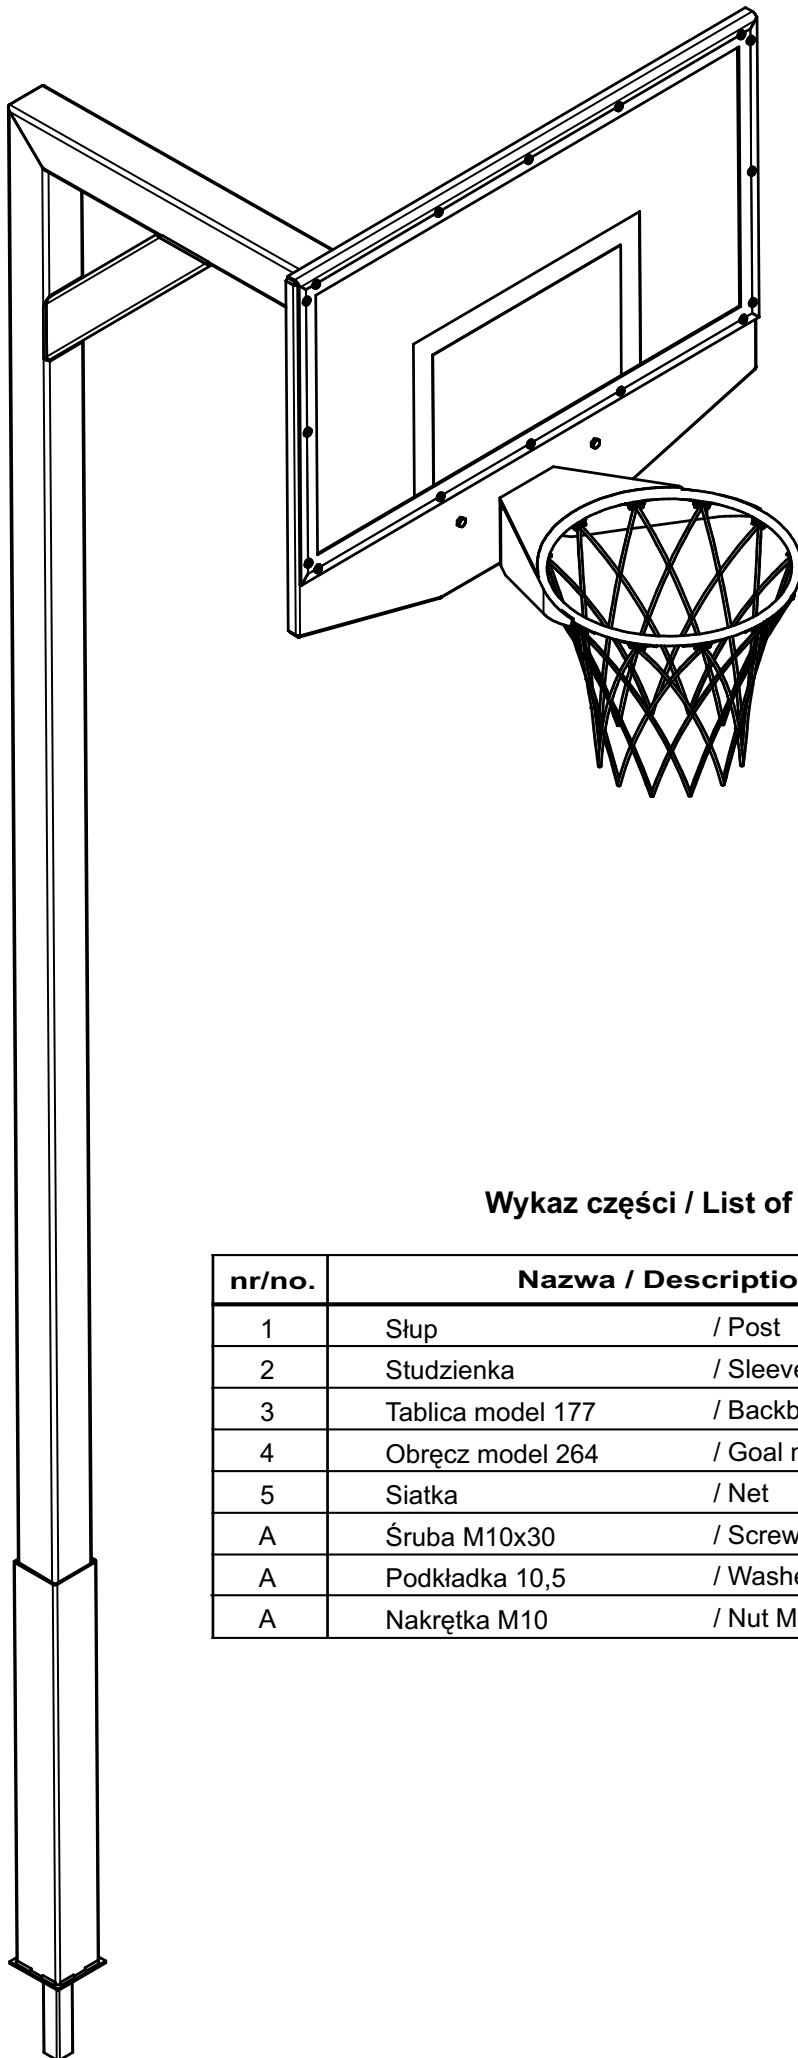 Wykaz części / List of
nr/no. Nazwa / Descriptio
1 Słup / Post
2 Studzienka / Sleeve
3 Tablica model 177 / Backb
4 Obręcz model 264 / Goal
5 Siatka / Net
A Śruba M10x30 / Screw
A Podkładka 10,5 / Washe
A Nakrętka M10 / Nut M